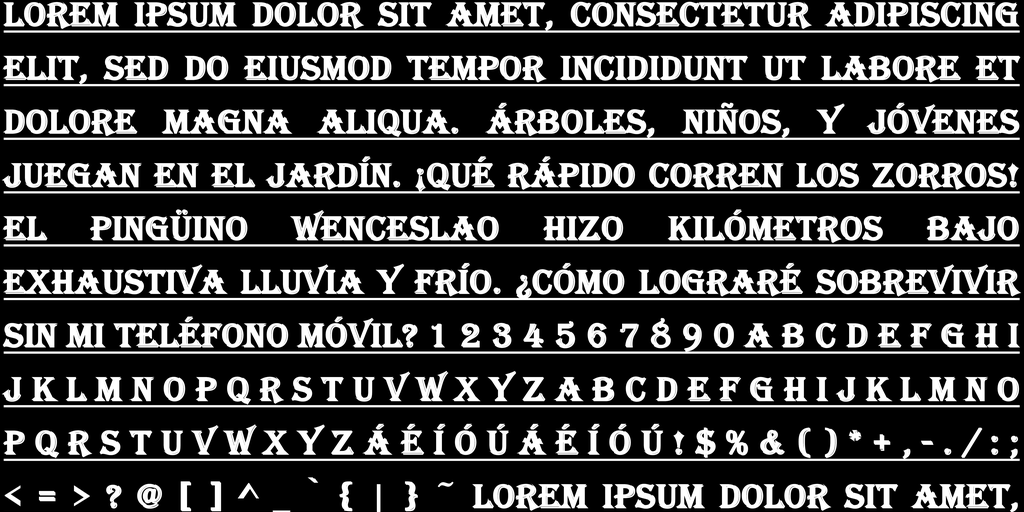 LOREM IPSUM DOLOR SIT AMET, CONSECTETUR ADIPISCING
ELIT, SED DO EIUSMOD TEMPOR INCIDIDUNT UT LABORE ET
DOLORE MAGNA ALIQUA. ÁRBOLES, NIÑOS, Y JÓVENES
JUEGAN EN EL JARDÍN. ¡QUÉ RÁPIDO CORREN LOS ZORROS!
EL PINGÜINO WENCESLAO HIZO KILÓMETROS BAJO
EXHAUSTIVA LLUVIA Y FRÍO. ¿CÓMO LOGRARÉ SOBREVIVIR
SIN MI TELÉFONO MÓVIL? 1 2 3 4 5 6 7 8 9 0 A B C D E F G H I
J K L M N O P Q R S T U V W X Y Z A B C D E F G H I J K L M N O
P Q R S T U V W X Y Z Á É Í Ó Ú Á É Í Ó Ú ! $ % & ( ) * + , - . / : ;
< = > ? @ [ ] ^ _ ` { | } ~ LOREM IPSUM DOLOR SIT AMET,